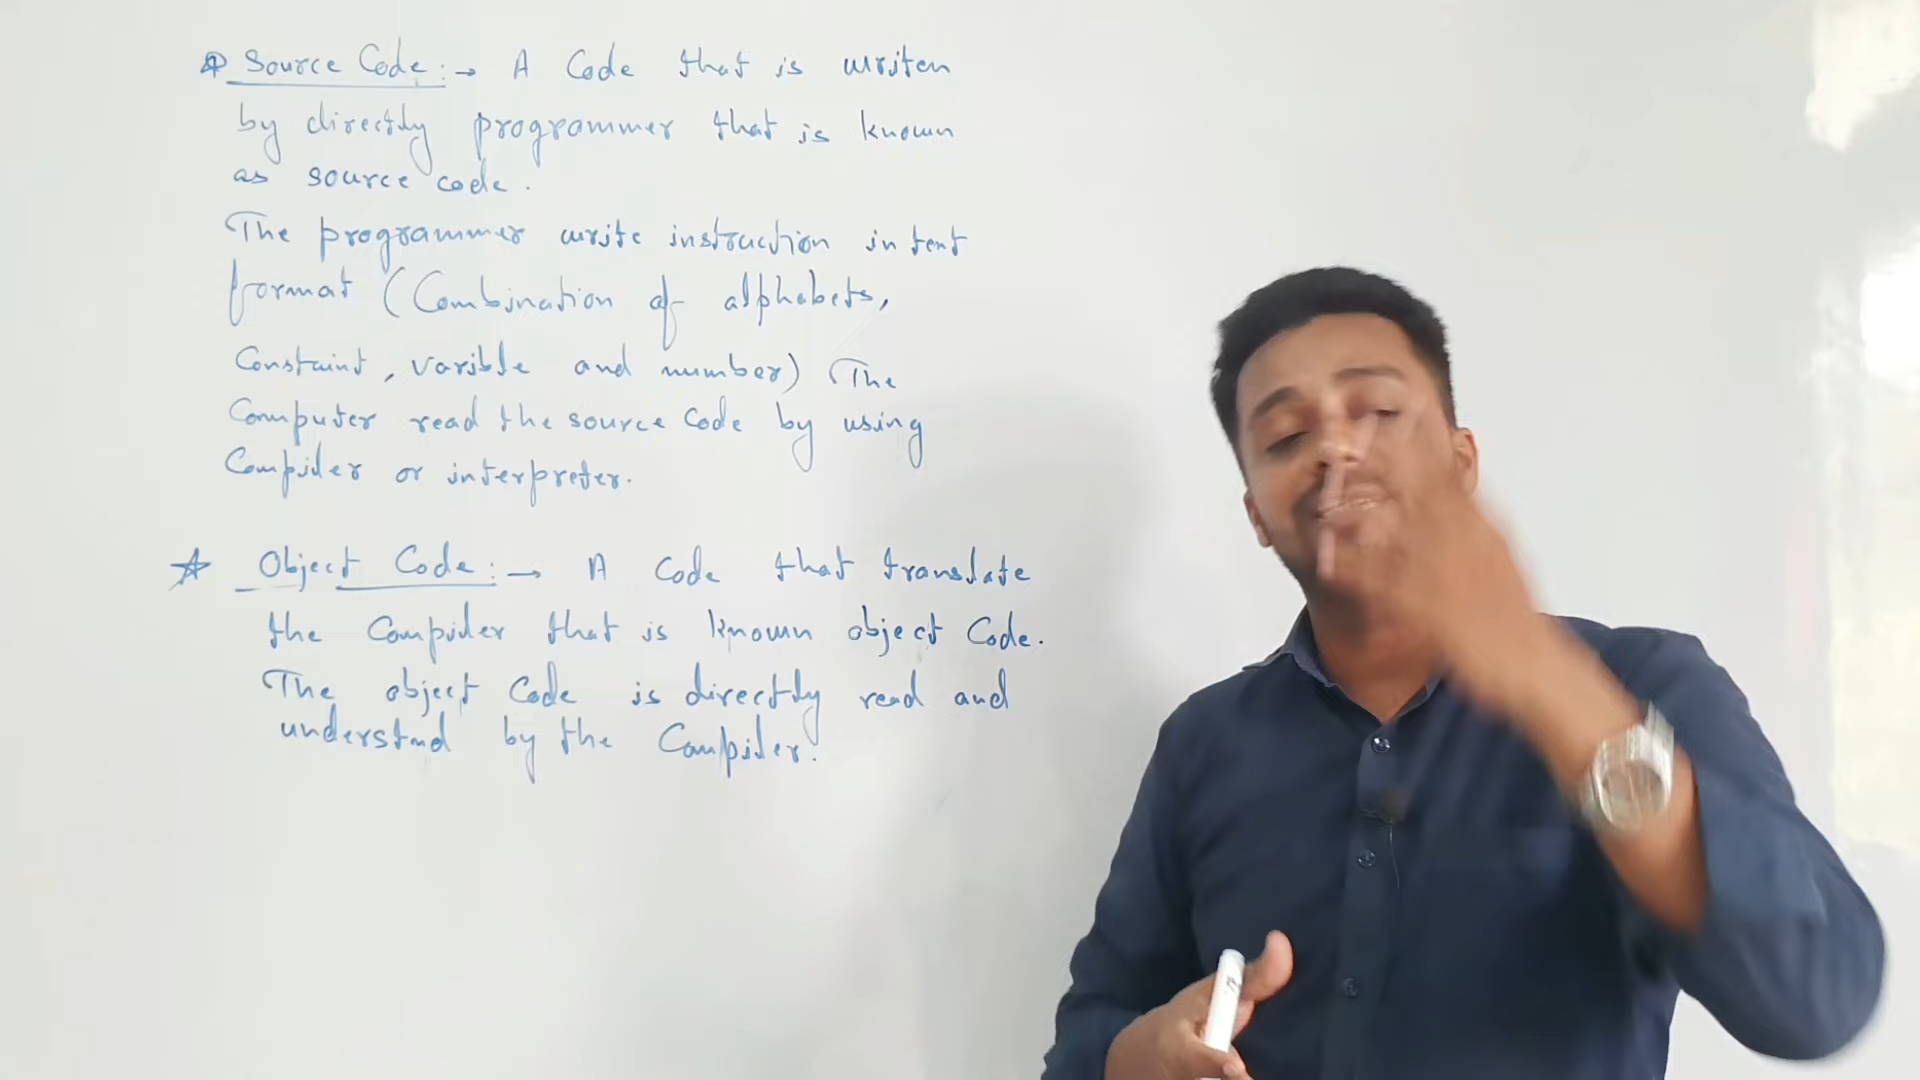 Source Code :→ A Code that is writen
by directly programmer that is known
as source code.
The programmer write instruction in text
format (Combination of alphabets,
Constaint, varible and number) The
Computer read the source Code by using
Compiler or interpreter.
Object Code :→ A Code that translate
the Compiler that is known object Code.
The object Code is directly read and
understnd by the Compiler.